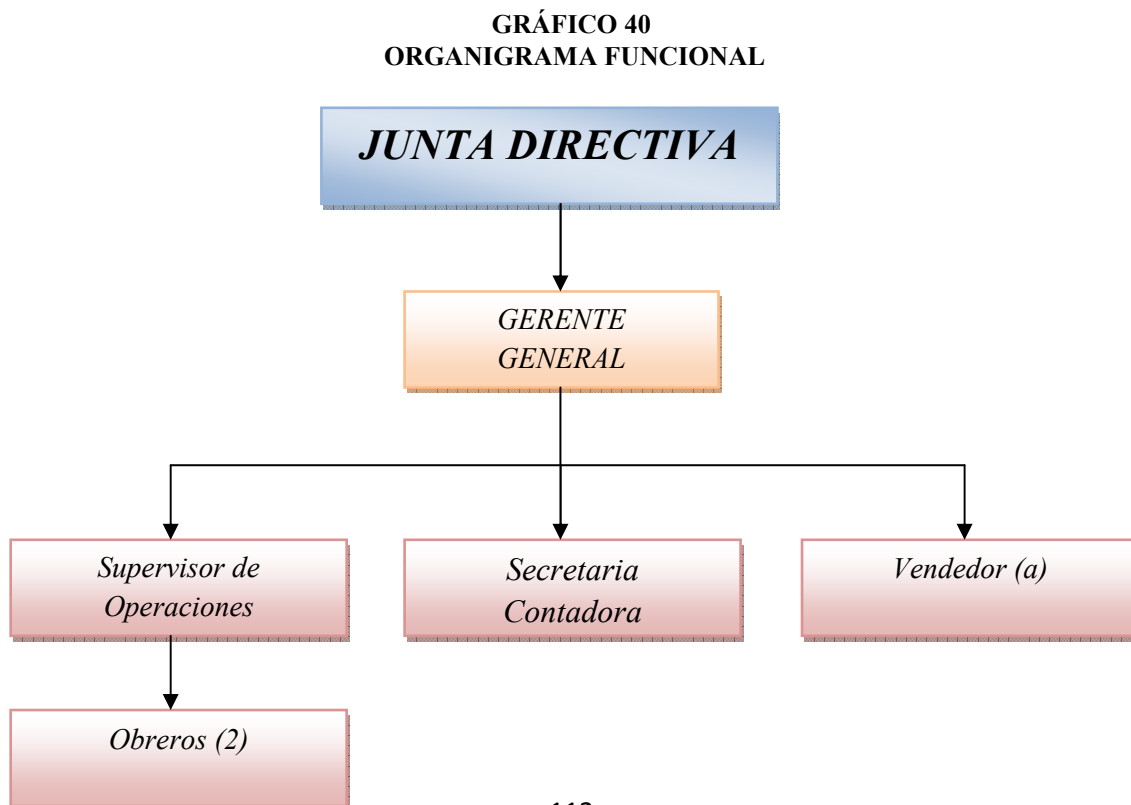 GRÁFICO 40
ORGANIGRAMA FUNCIONAL
JUNTA DIRECTIVA
GERENTE
GENERAL
Supervisor de
Operaciones
Secretaria
Contadora
Vendedor (a)
Obreros (2)